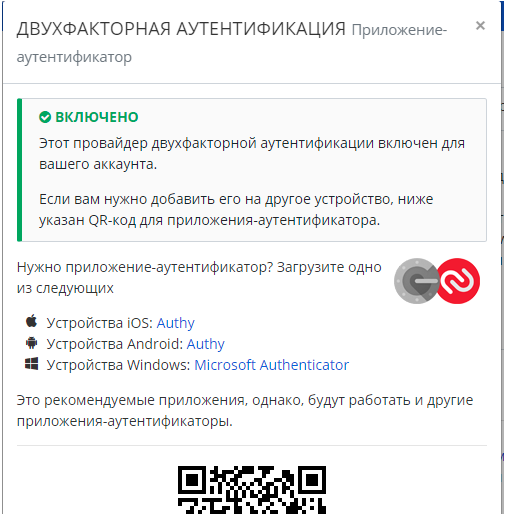 ДВУХФАКТОРНАЯ АУТЕНТИФИКАЦИЯ Приложение-
аутентификатор
×
ВКЛЮЧЕНО
Этот провайдер двухфакторной аутентификации включен для
вашего аккаунта.
Если вам нужно добавить его на другое устройство, ниже
указан QR-код для приложения-аутентификатора.
Нужно приложение-аутентификатор? Загрузите одно
из следующих
Устройства iOS: Authy
Устройства Android: Authy
Устройства Windows: Microsoft Authenticator
Это рекомендуемые приложения, однако, будут работать и другие
приложения-аутентификаторы.